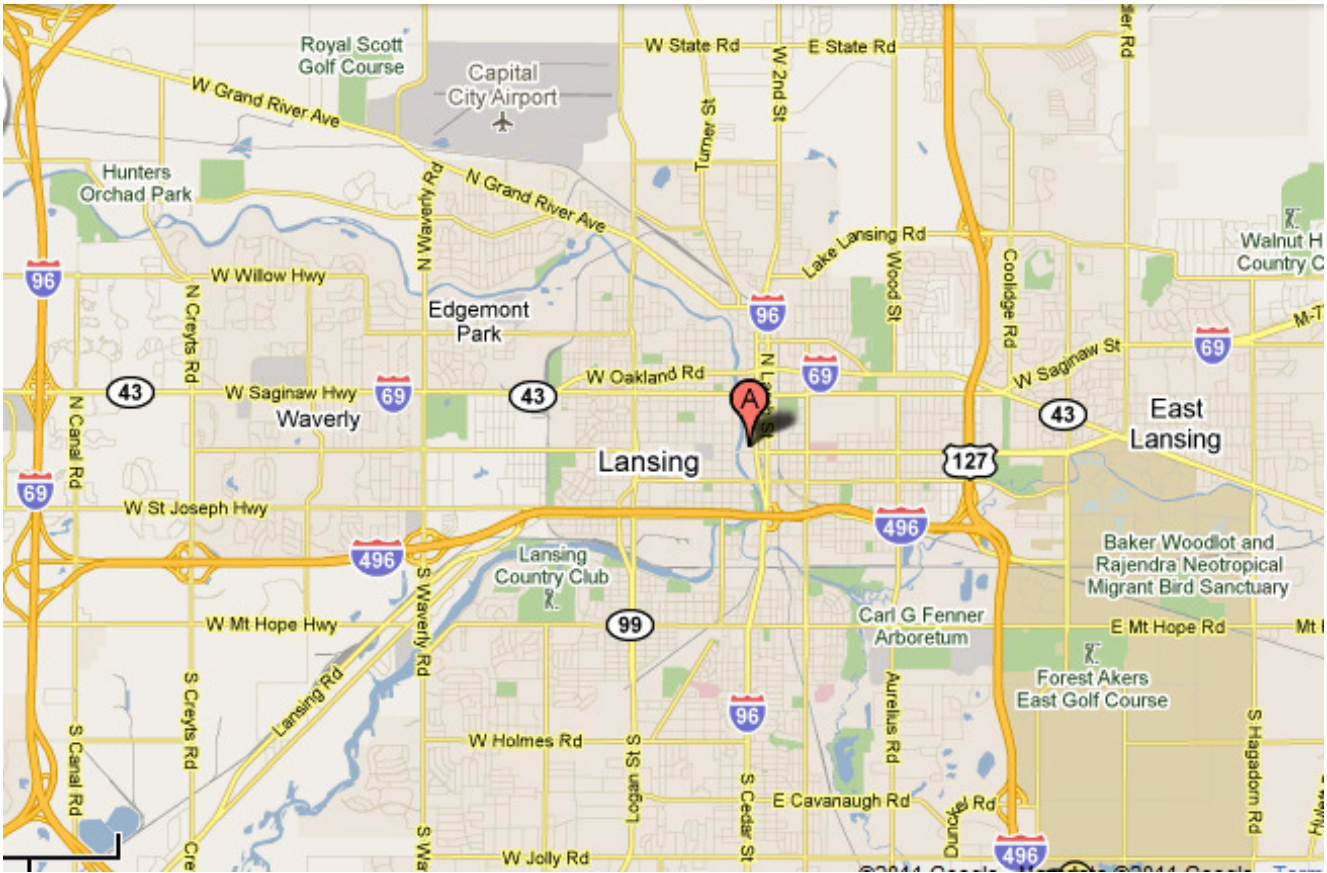 W State Rd
E State Rd
Royal Scott
Golf Course
Capital
City Airport
W 2nd St
W Grand River Ave
Turner St
Hunters
Orchad Park
N Waverly Rd
N Grand River Ave
Lake Lansing Rd
Walnut H
Country C
Coolidge Rd
Wood St
96
W Willow Hwy
N Creyts Rd
Edgemont
Park
96
M-T
69
W Saginaw St
W Oakland Rd
69
43
W Saginaw Hwy
69
43
A
43
N Canal Rd
Waverly
East
Lansing
Lansing
127
69
W St Joseph Hwy
496
496
Lansing
Country Club
Baker Woodlot and
Rajendra Neotropical
Migrant Bird Sanctuary
S Waverly Rd
Carl G Fenner
Arboretum
W Mt Hope Hwy
99
E Mt Hope Rd
Forest Akers
East Golf Course
Lansing Rd
S Creyts Rd
Aurelius Rd
96
S Canal Rd
W Holmes Rd
S Logan St
S Cedar St
S Hagadorn Rd
E Cavanaugh Rd
W Jolly Rd
496